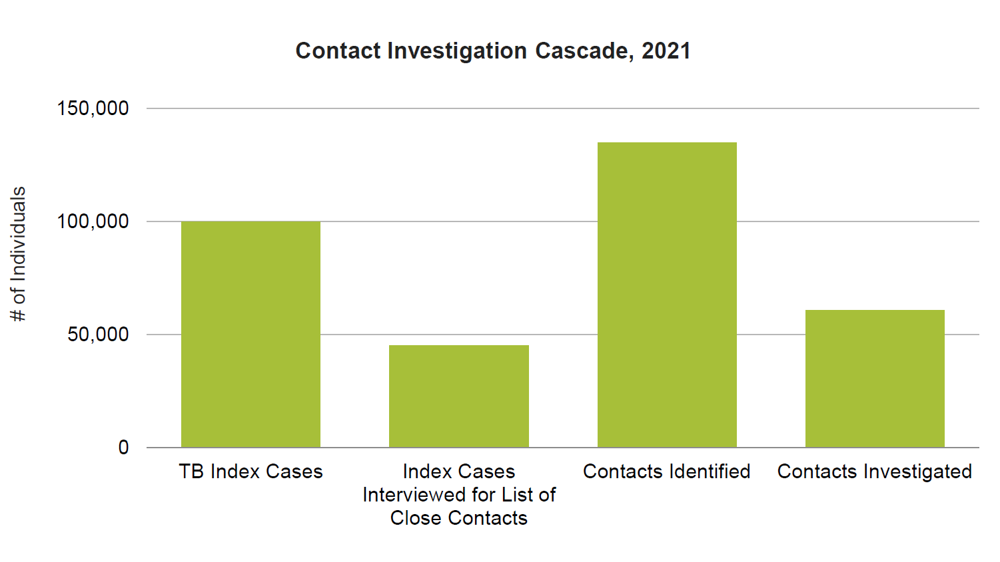 Contact Investigation Cascade, 2021
# of Individuals
150,000
100,000
50,000
0
TB Index Cases
Index Cases
Interviewed for List of
Close Contacts
Contacts Identified
Contacts Investigated